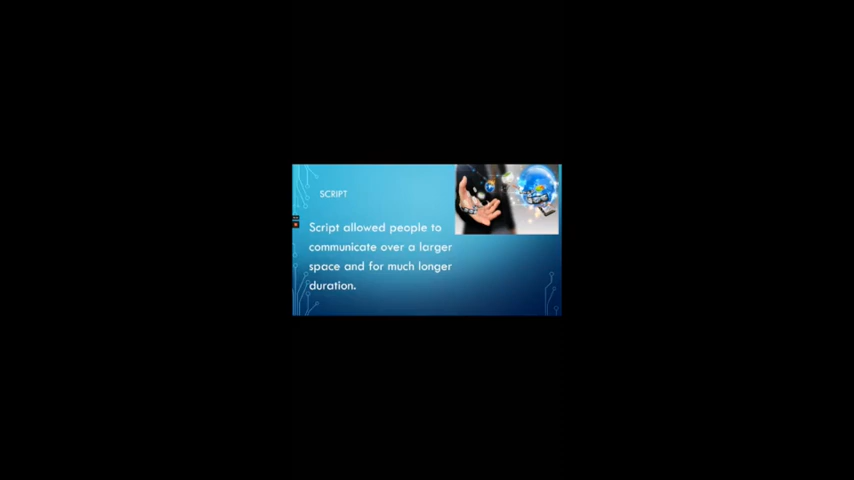 SCRIPT
Script allowed people to
communicate over a larger
space and for much longer
duration.